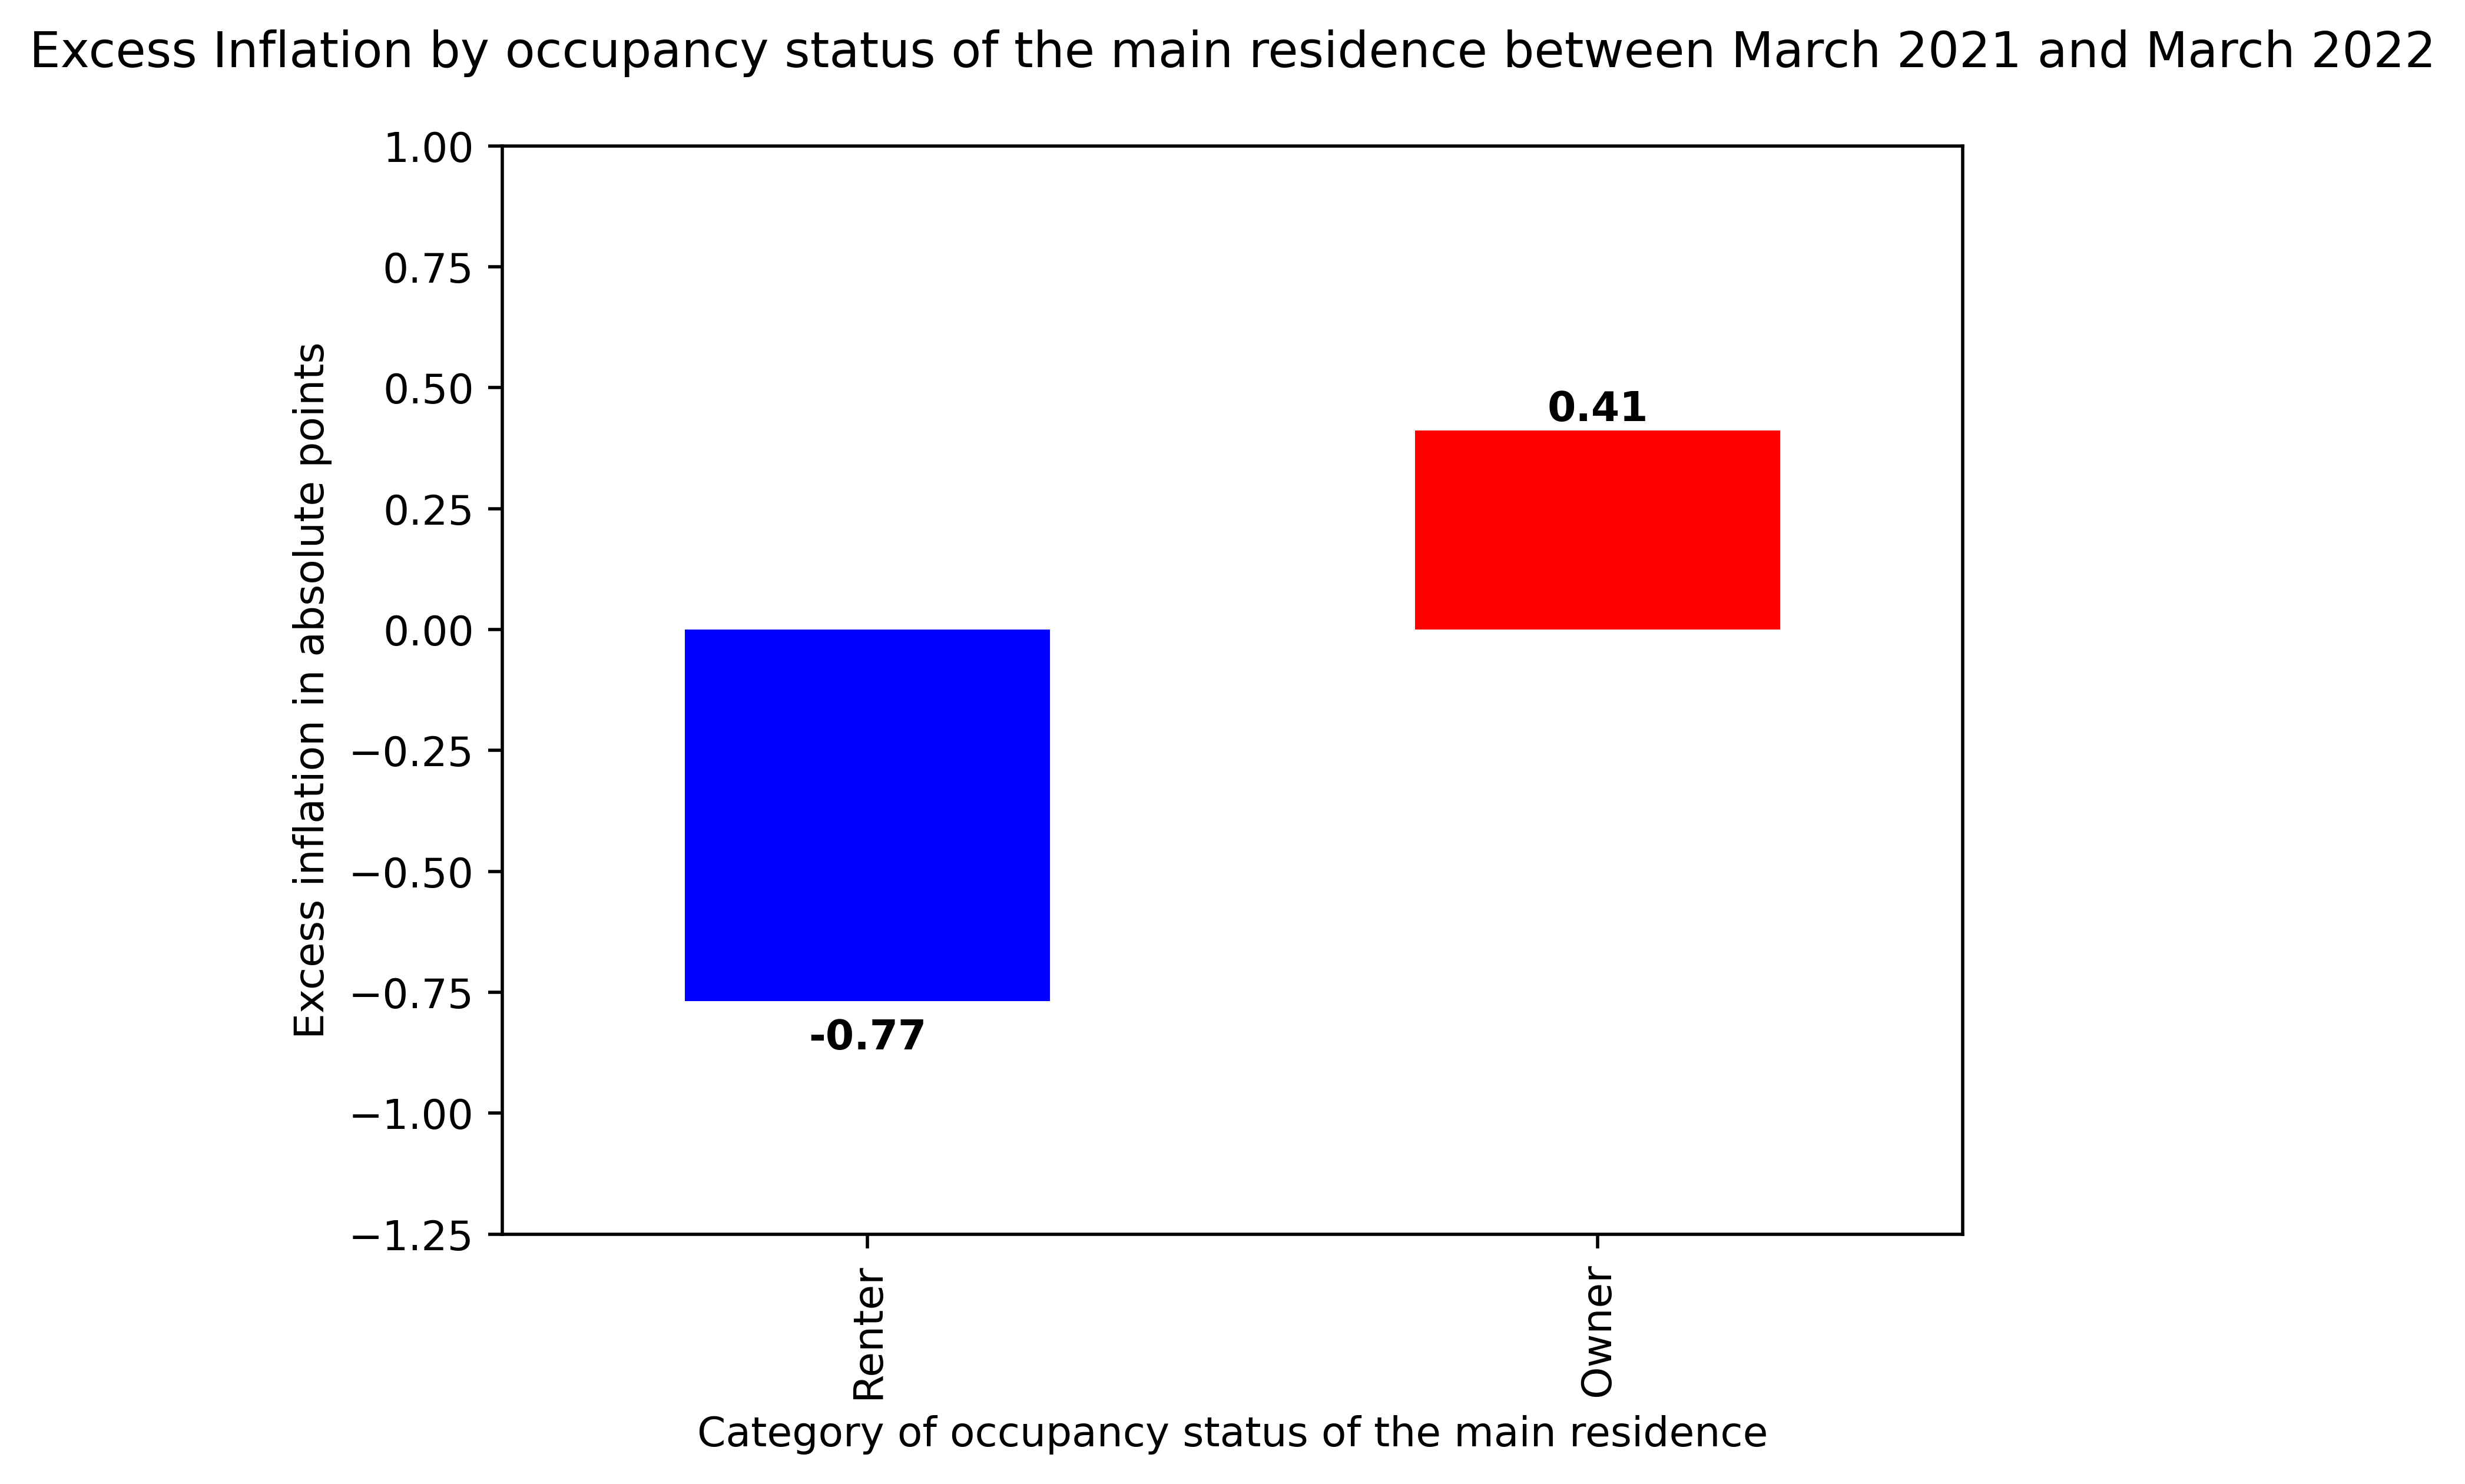 Excess Inflation by occupancy status of the main residence between March 2021 and March 2022
Excess inflation in absolute points
1.00
0.75
0.50
0.25
0.00
−0.25
−0.50
−0.75
−1.00
−1.25
0.41
-0.77
Renter
Owner
Category of occupancy status of the main residence